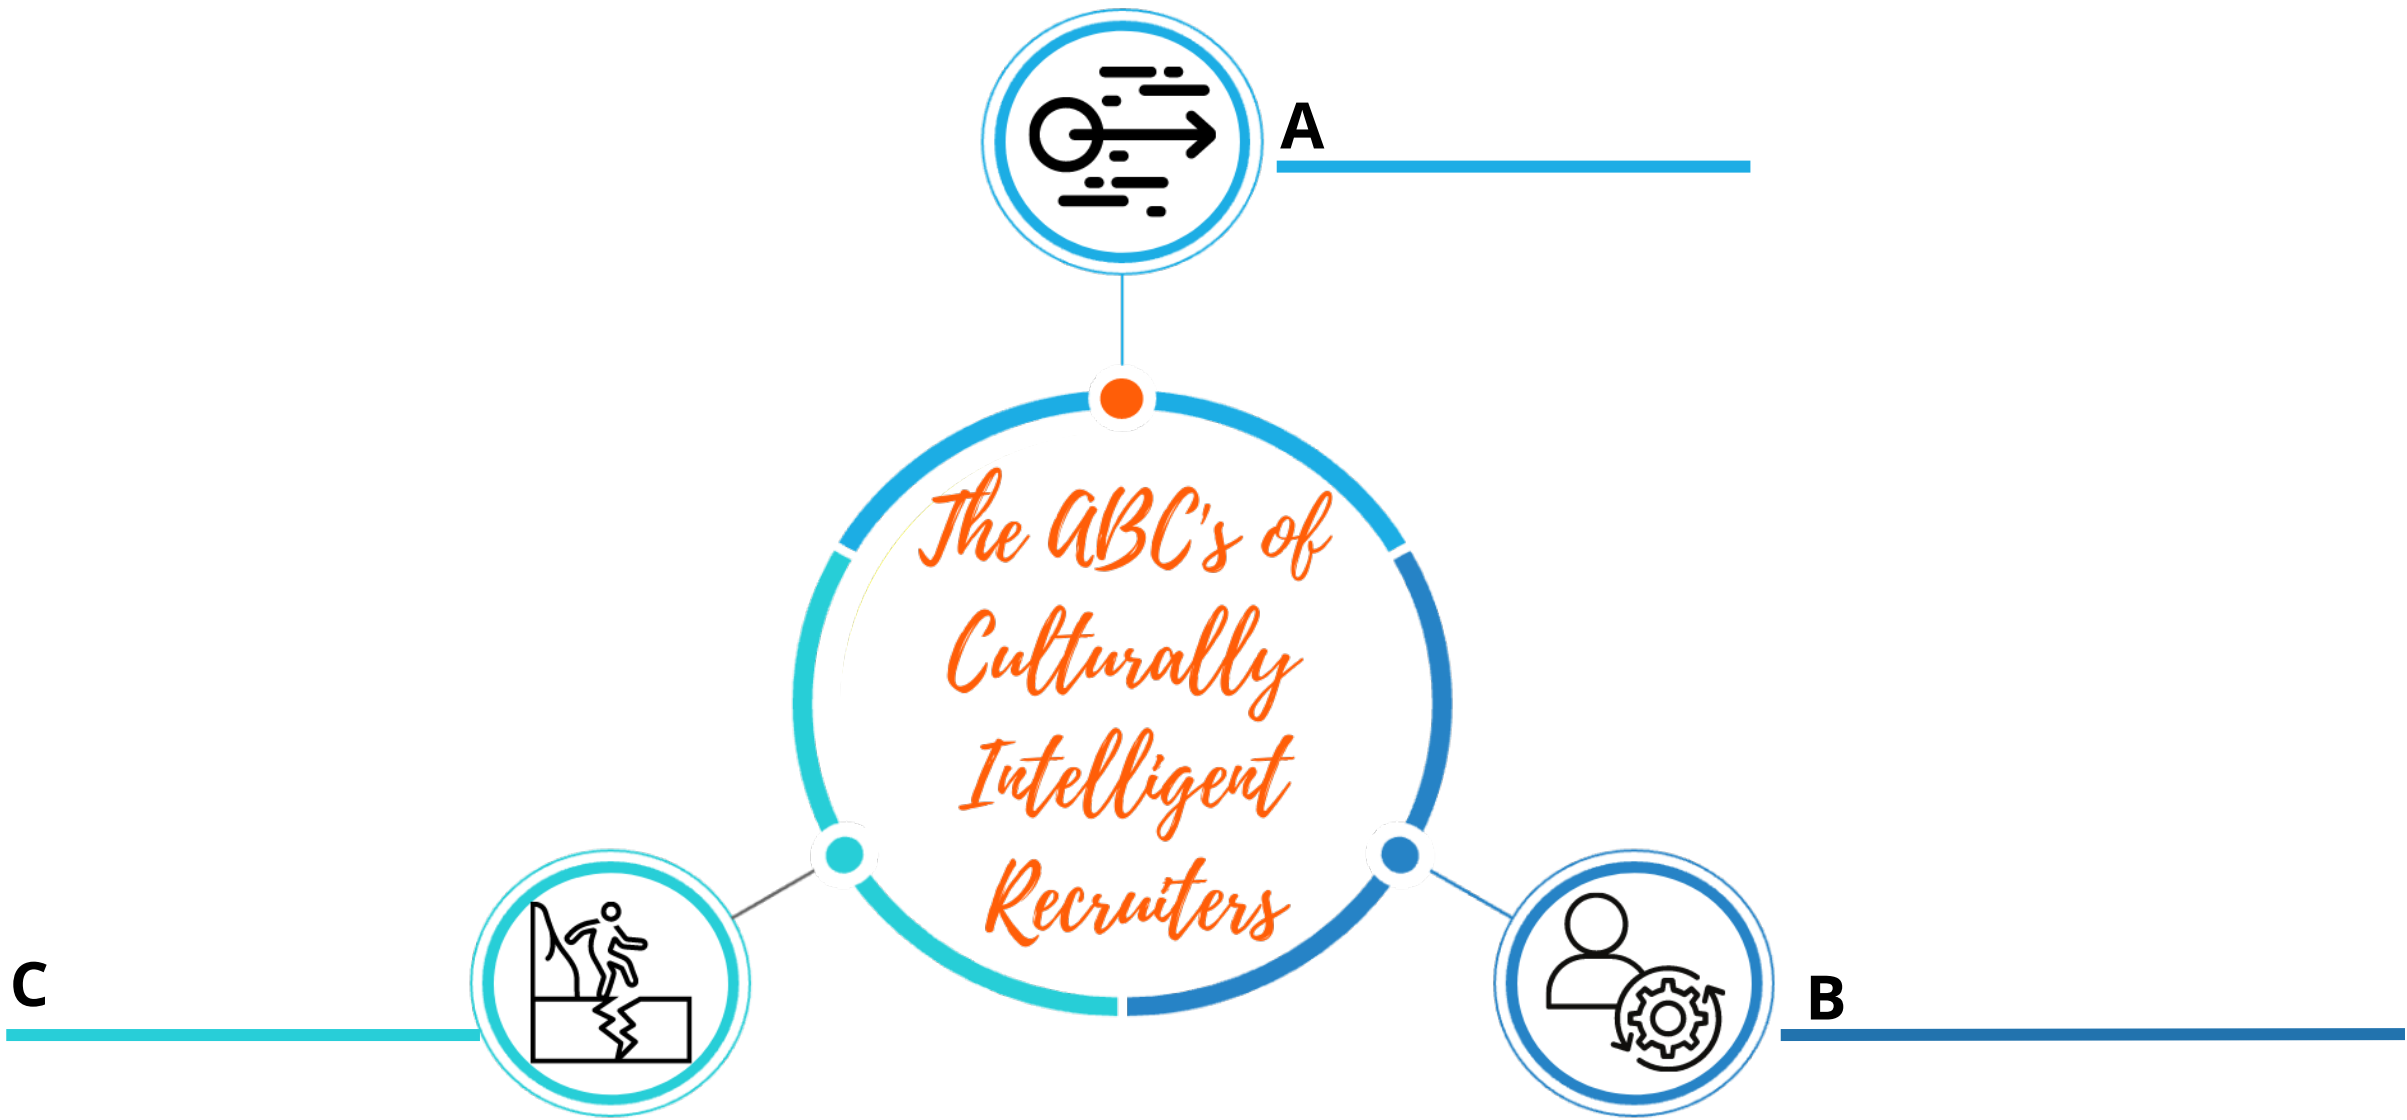 A
The ABC's of
Culturally
Intelligent
Recruiters
C
B